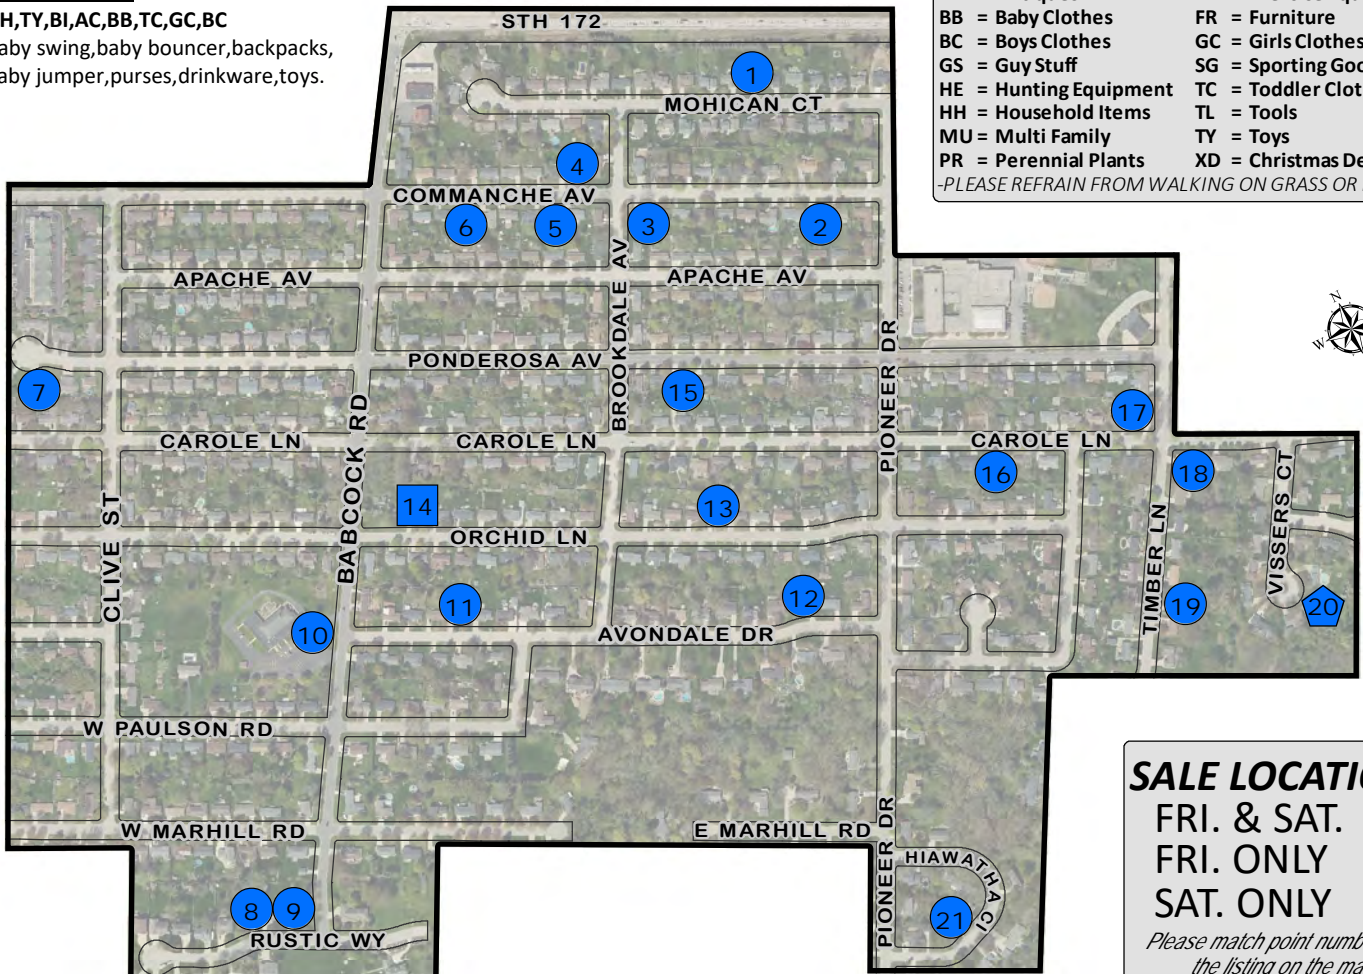 H,TY,BI,AC,BB,TC,GC,BC
aby swing,baby bouncer,backpacks,
aby jumper,purses,drinkware,toys.
BB = Baby Clothes
BC = Boys Clothes
GS = Guy Stuff
HE = Hunting Equipment
HH = Household Items
MU = Multi Family
PR = Perennial Plants
FR = Furniture
GC = Girls Clothes
SG = Sporting Goo
TC = Toddler Clot
TL = Tools
TY = Toys
XD = Christmas De
-PLEASE REFRAIN FROM WALKING ON GRASS OR
STH 172
1
MOHICAN CT
4
COMMANCHE AV
6
5
3
2
APACHE AV
APACHE AV
BROOKDALE AV
PONDEROSA AV
PIONEER DR
N
W
7
15
17
CAROLE LN
CAROLE LN
CAROLE LN
BABCOCK RD
14
13
16
18
CLIVE ST
ORCHID LN
TIMBER LN
VISSERS CT
10
11
12
19
20
AVONDALE DR
W PAULSON RD
W MARHILL RD
E MARHILL RD
PIONEER DR
HIAWATHA CI
8
9
21
RUSTIC WY
SALE LOCATIO
FRI. & SAT.
FRI. ONLY
SAT. ONLY
Please match point numb
the listing on the ma